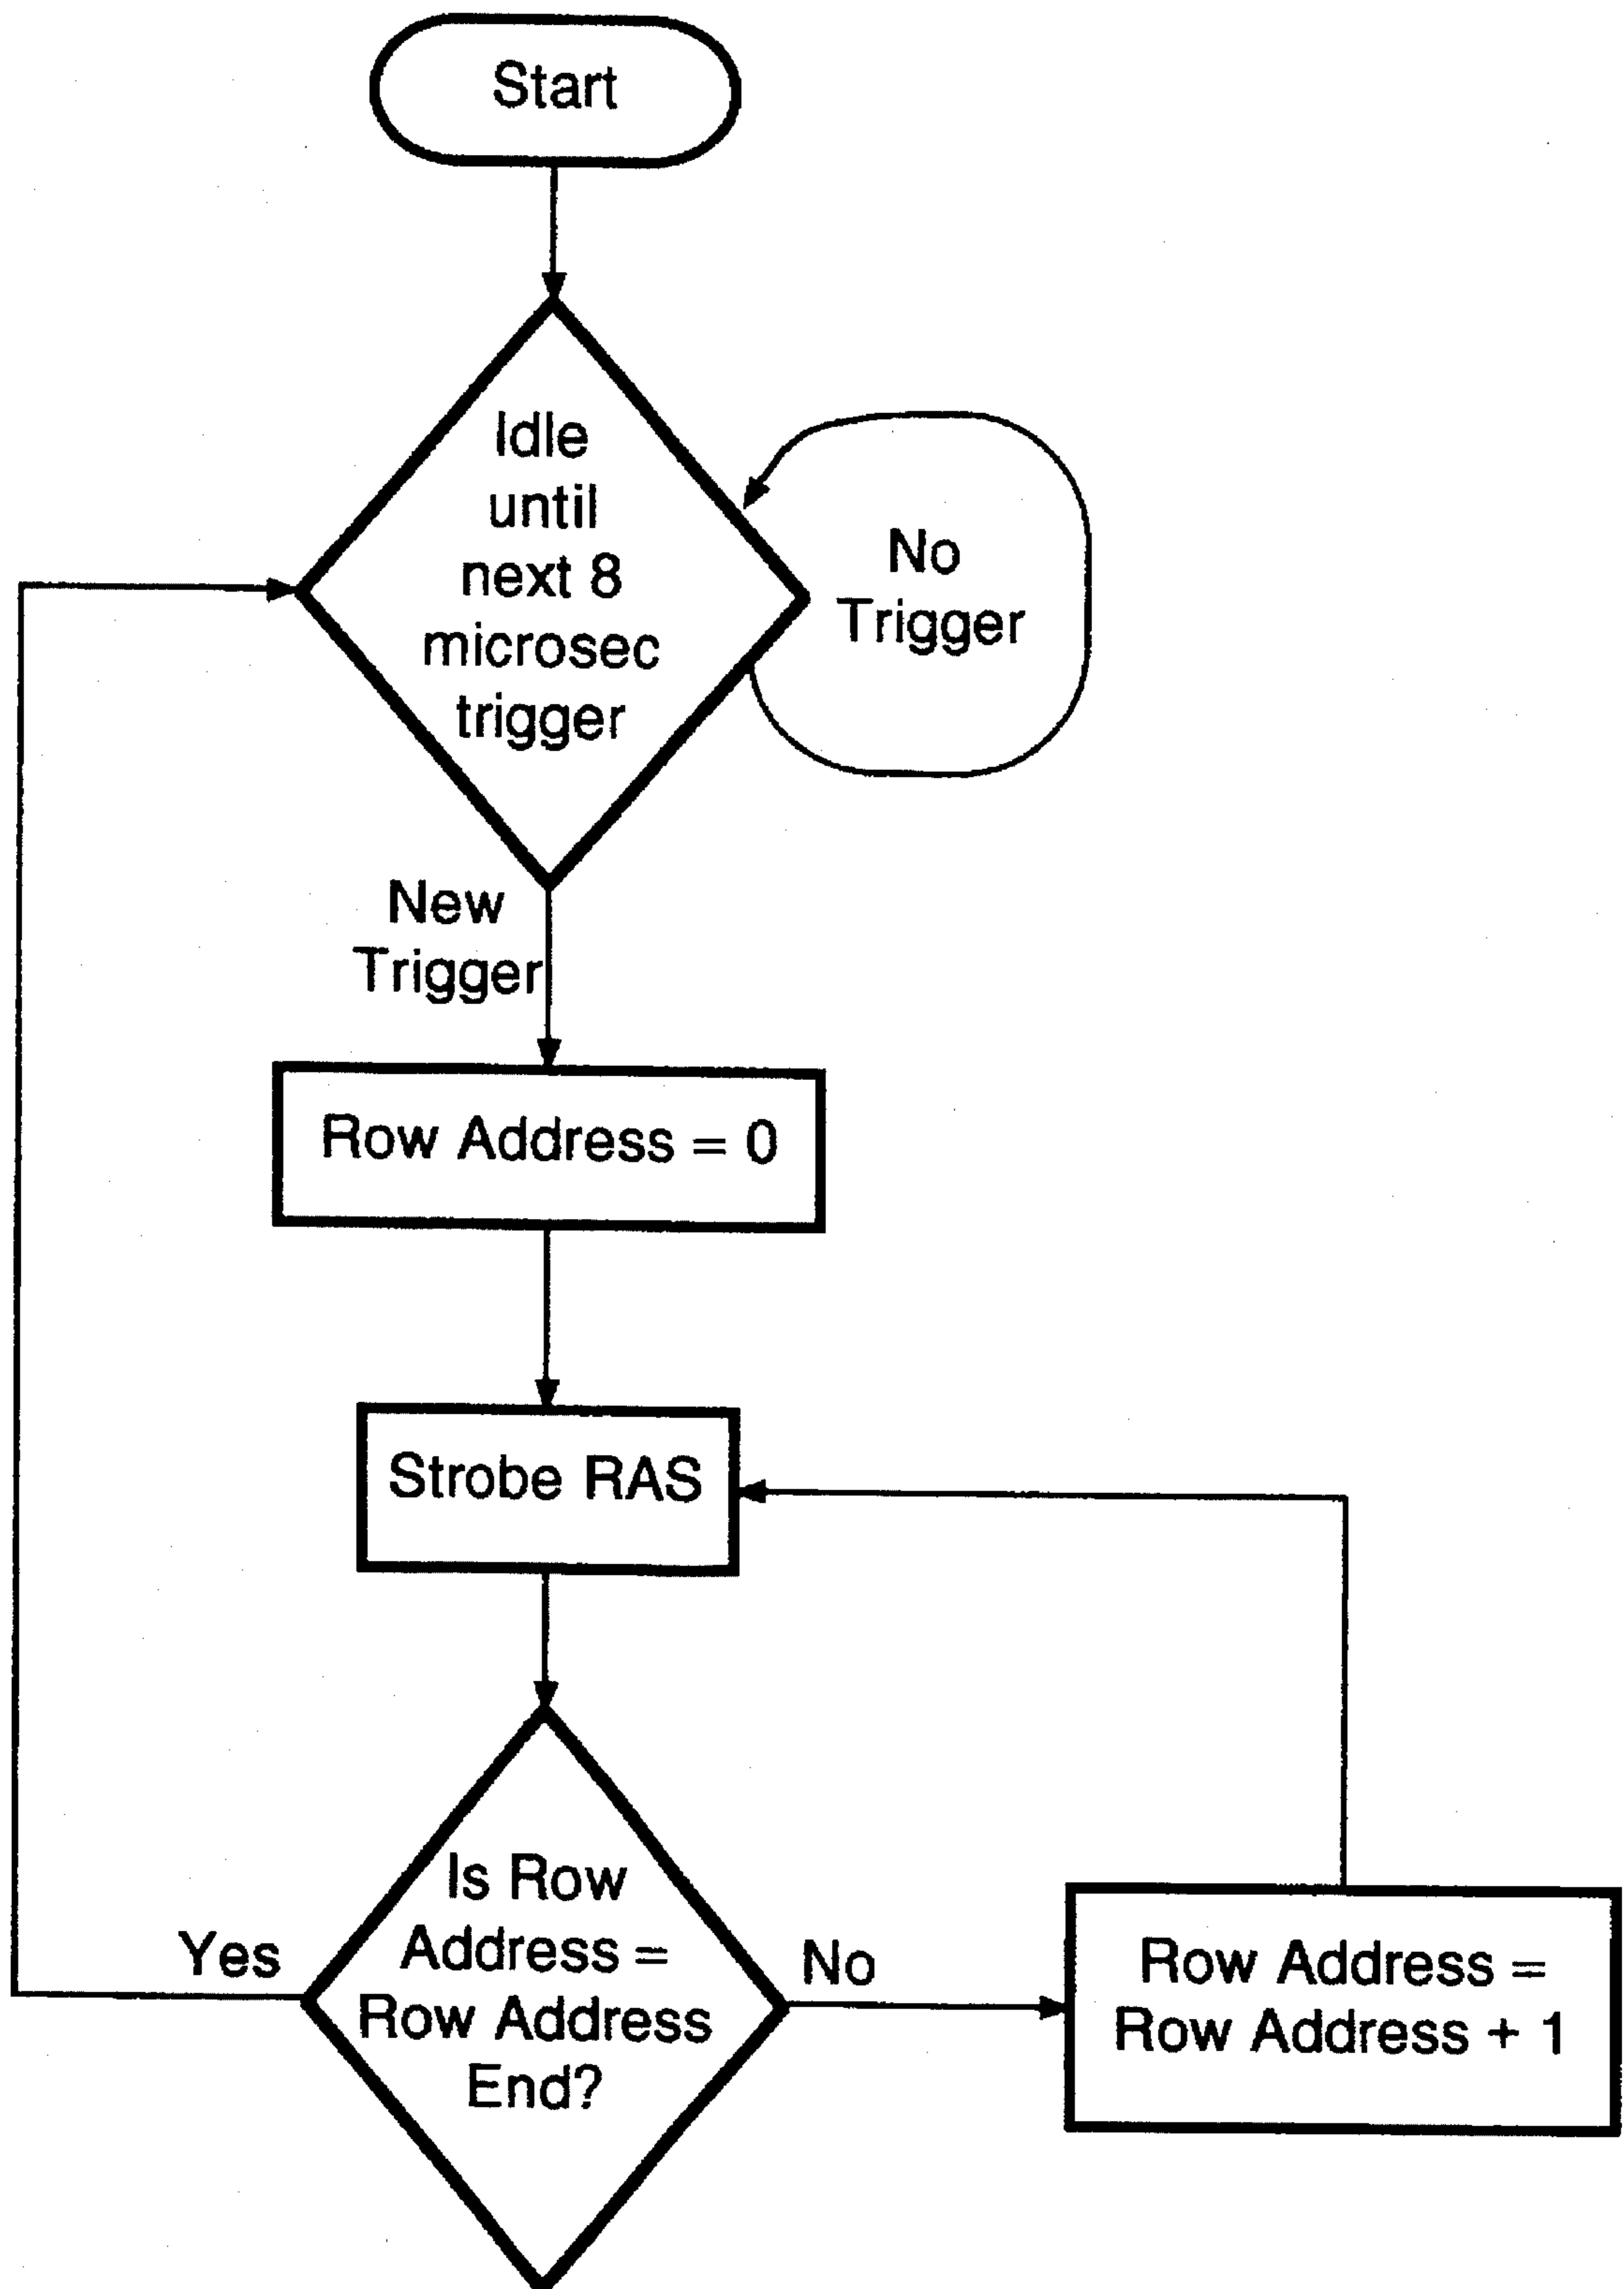 Start
Idle
until
next 8
microsec
trigger
No
Trigger
New
Trigger
Row Address = 0
Strobe RAS
Is Row
Address =
Row Address
End?
Yes
No
Row Address =
Row Address + 1